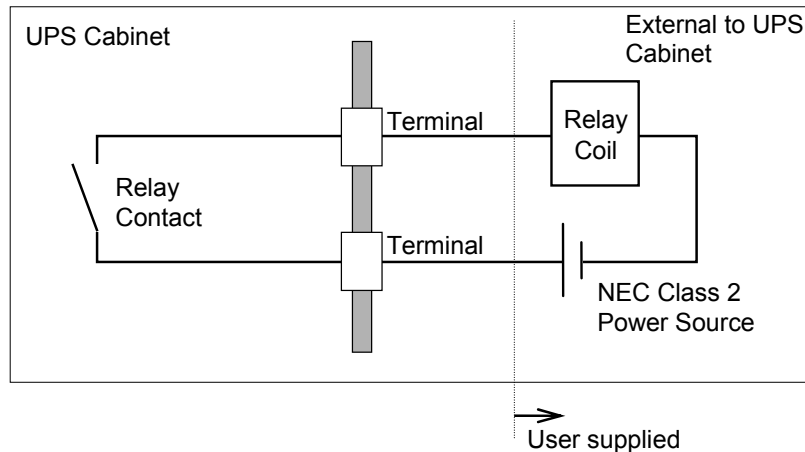 UPS Cabinet
External to UPS
Cabinet
Terminal
Relay
Coil
Relay
Contact
Terminal
NEC Class 2
Power Source
User supplied